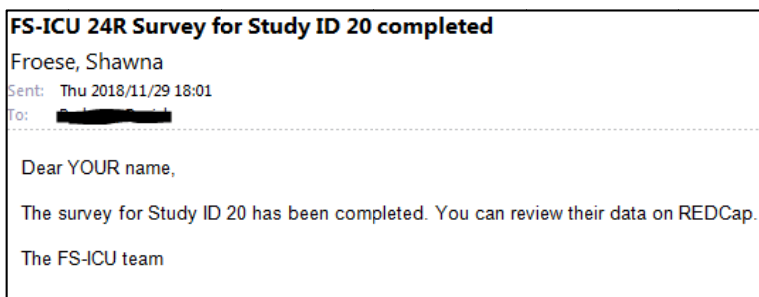 FS-ICU 24R Survey for Study ID 20 completed
Froese, Shawna
Sent: Thu 2018/11/29 18:01
To:
Dear YOUR name,
The survey for Study ID 20 has been completed. You can review their data on REDCap.
The FS-ICU team